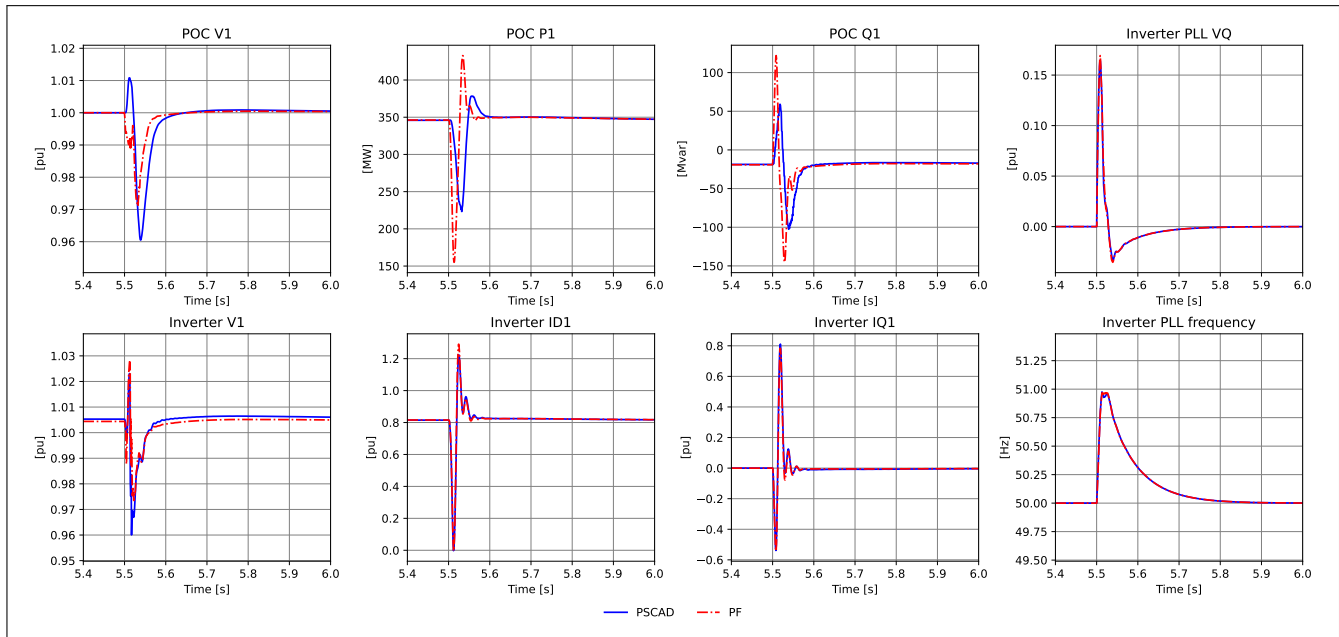 POC V1
1.02
1.01
1.00
0.99
0.98
0.97
0.96
[pu]
5.4 5.5 5.6 5.7 5.8 5.9 6.0
Time [s]
POC P1
400
350
300
250
200
150
[MW]
5.4 5.5 5.6 5.7 5.8 5.9 6.0
Time [s]
POC Q1
100
50
0
−50
−100
−150
[Mvar]
5.4 5.5 5.6 5.7 5.8 5.9 6.0
Time [s]
Inverter PLL VQ
0.15
0.10
0.05
0.00
[pu]
5.4 5.5 5.6 5.7 5.8 5.9 6.0
Time [s]
Inverter V1
1.03
1.02
1.01
1.00
0.99
0.98
0.97
0.96
0.95
[pu]
5.4 5.5 5.6 5.7 5.8 5.9 6.0
Time [s]
Inverter ID1
1.2
1.0
0.8
0.6
0.4
0.2
0.0
[pu]
5.4 5.5 5.6 5.7 5.8 5.9 6.0
Time [s]
Inverter IQ1
0.8
0.6
0.4
0.2
0.0
−0.2
−0.4
−0.6
[pu]
5.4 5.5 5.6 5.7 5.8 5.9 6.0
Time [s]
Inverter PLL frequency
51.25
51.00
50.75
50.50
50.25
50.00
49.75
49.50
[Hz]
5.4 5.5 5.6 5.7 5.8 5.9 6.0
Time [s]
PSCAD PF